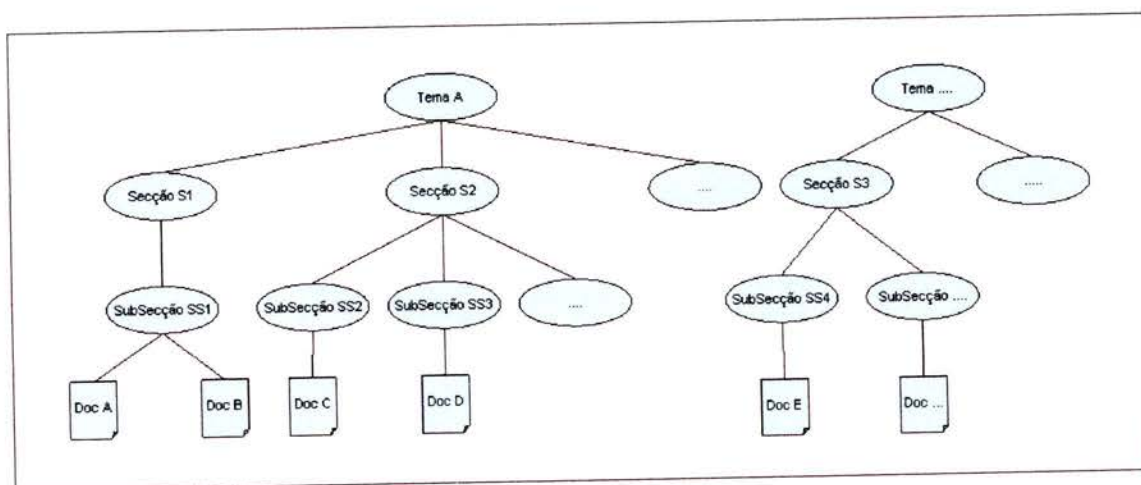 Tema A
Tema ....
Secção S1
Secção S2
....
Secção S3
.....
SubSecção SS1
SubSecção SS2
SubSecção SS3
....
SubSecção SS4
SubSecção ....
Doc A
Doc B
Doc C
Doc D
Doc E
Doc ...